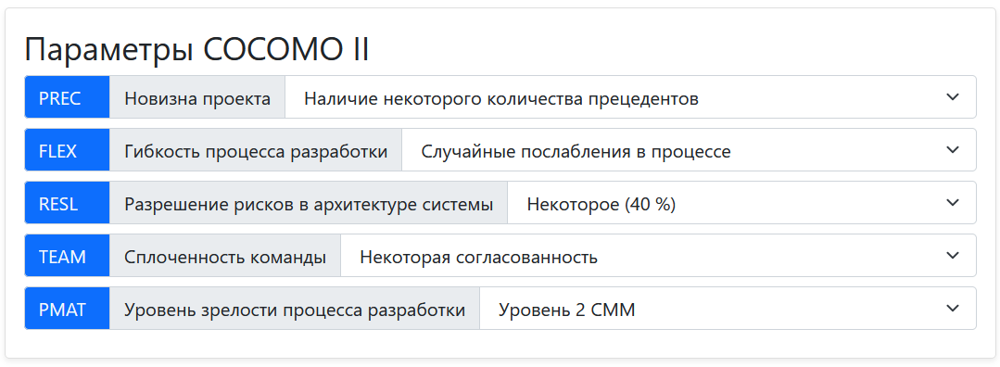 Параметры COCOMO II
PREC Новизна проекта Наличие некоторого количества прецедентов
FLEX Гибкость процесса разработки Случайные послабления в процессе
RESL Разрешение рисков в архитектуре системы Некоторое (40 %)
TEAM Сплоченность команды Некоторая согласованность
PMAT Уровень зрелости процесса разработки Уровень 2 СММ